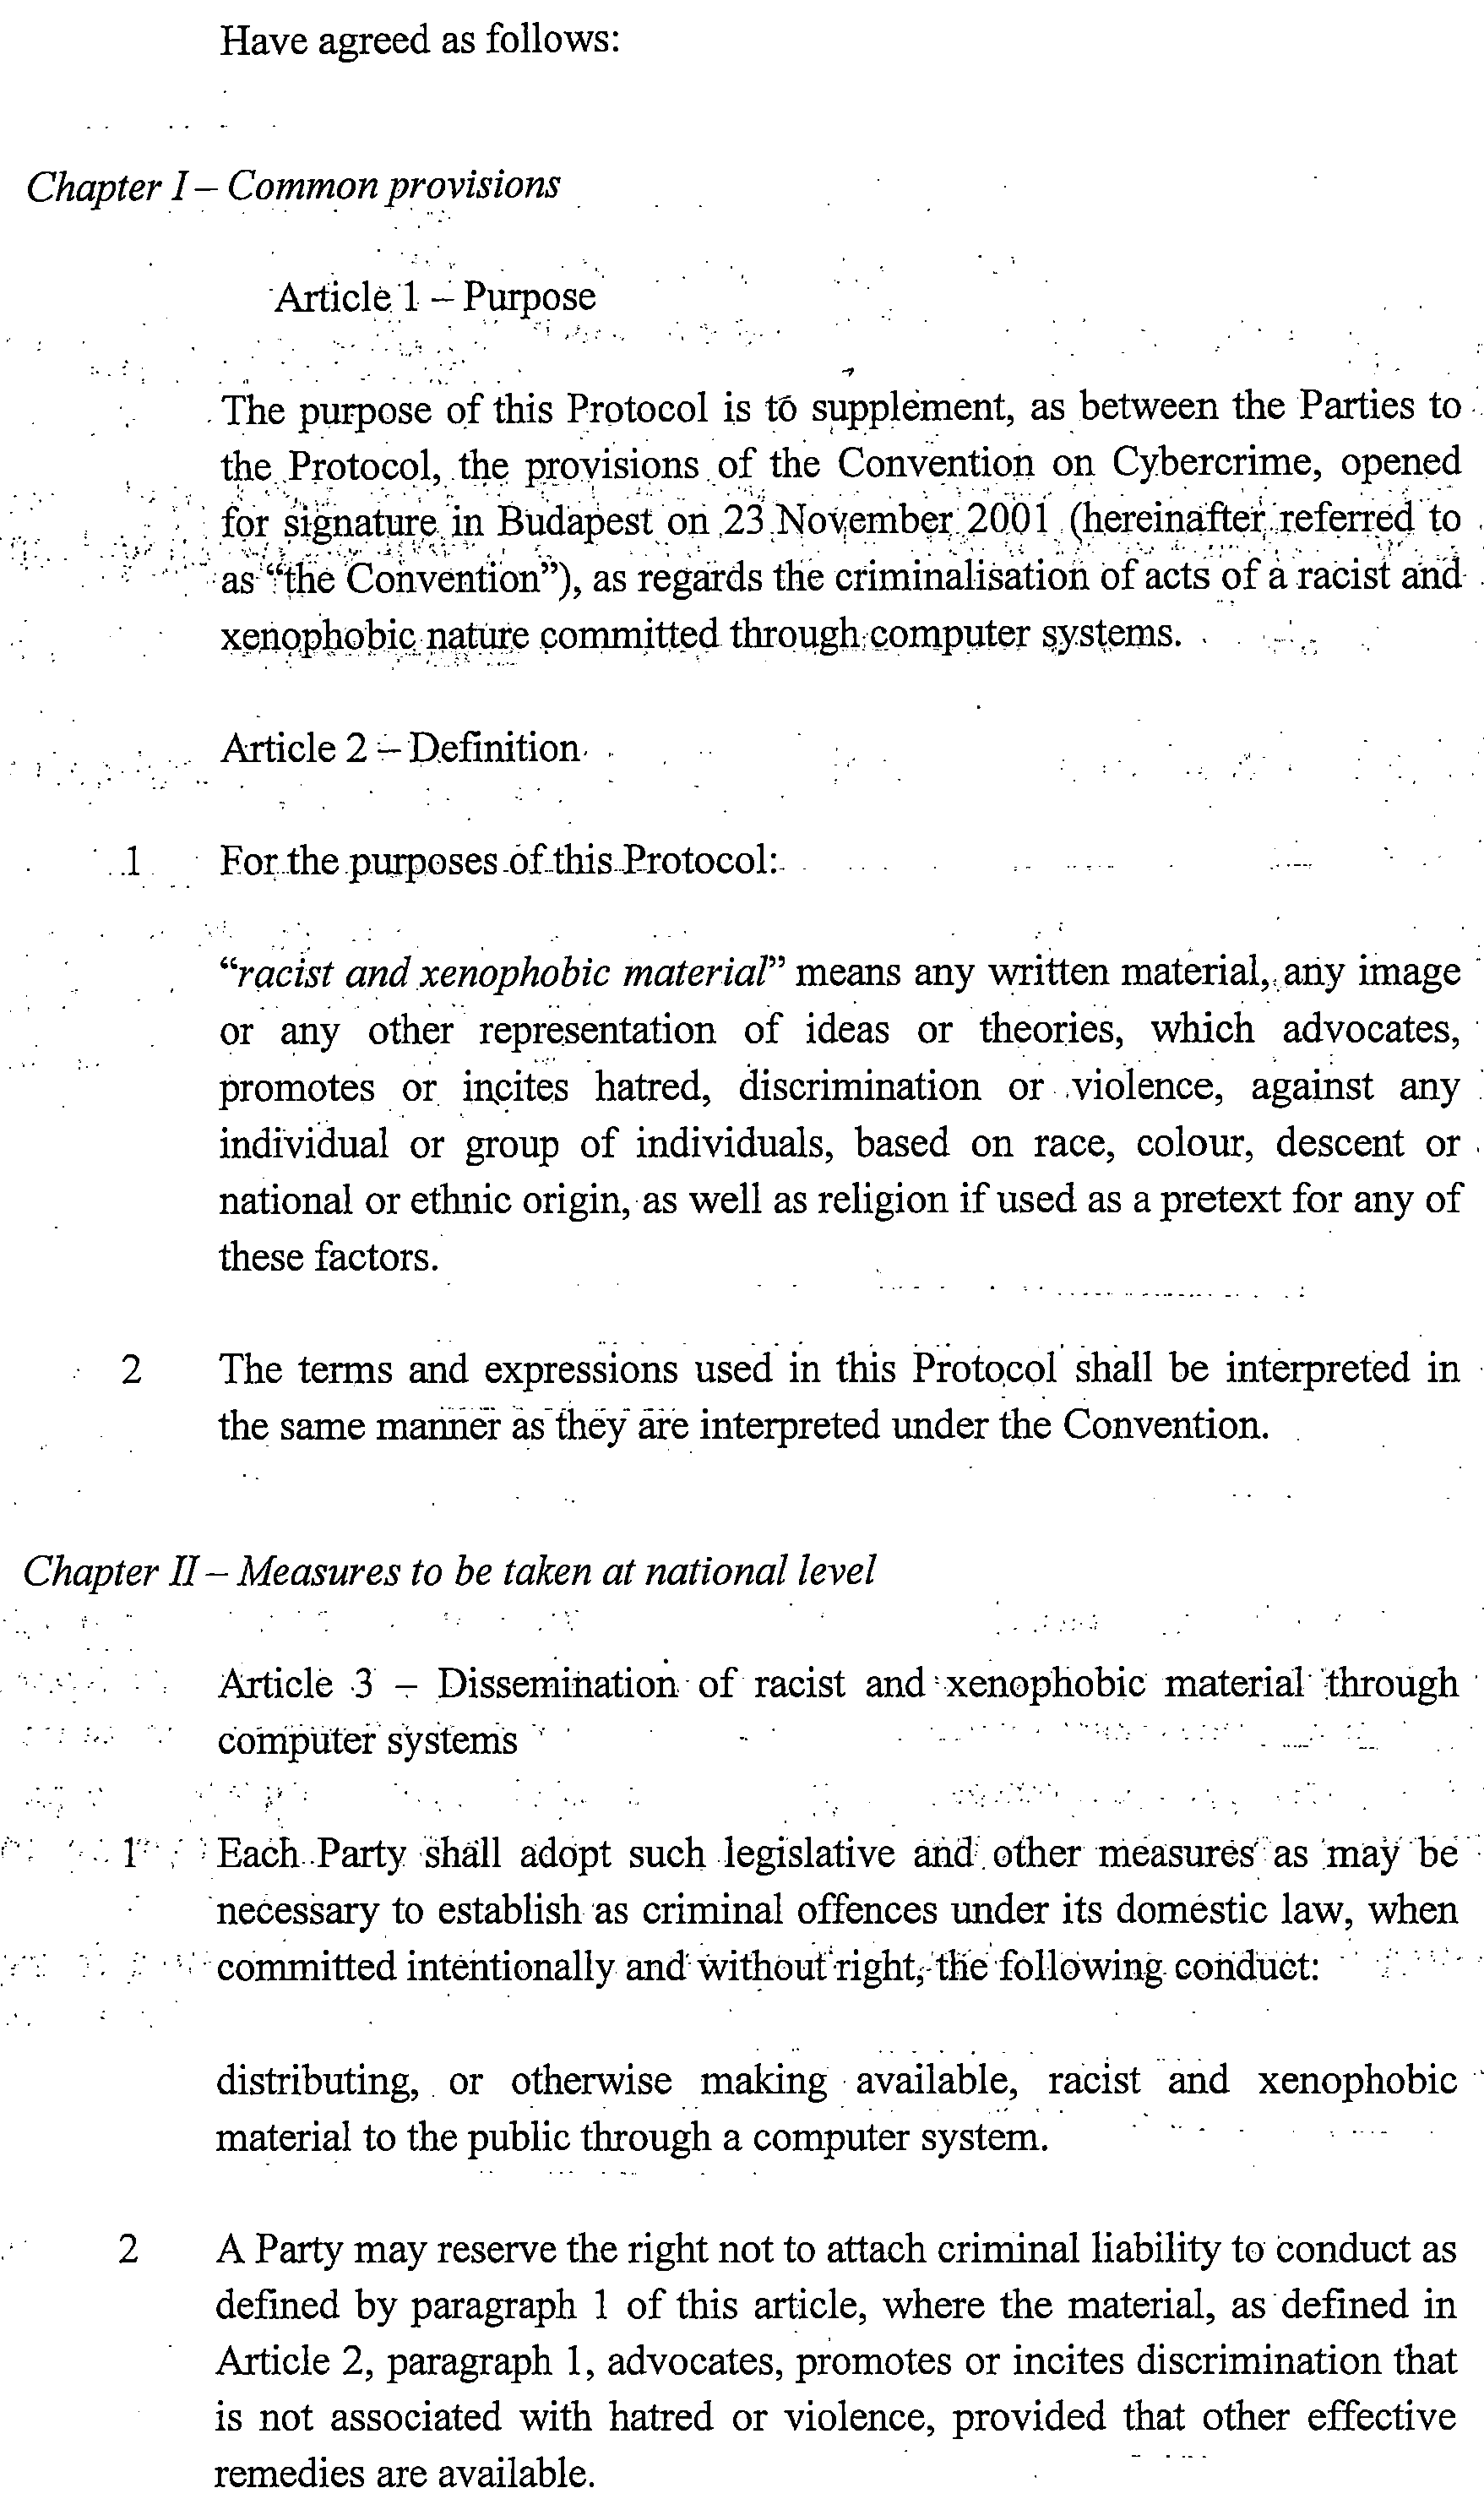 Have agreed as follows:
Chapter I – Common provisions
Article 1 – Purpose
The purpose of this Protocol is to supplement, as between the Parties to
the Protocol, the provisions of the Convention on Cybercrime, opened
for signature in Budapest on 23 November 2001 (hereinafter referred to
as “the Convention”), as regards the criminalisation of acts of a racist and
xenophobic nature committed through computer systems.
Article 2 – Definition
1 For the purposes of this Protocol:
“racist and xenophobic material” means any written material, any image
or any other representation of ideas or theories, which advocates,
promotes or incites hatred, discrimination or violence, against any
individual or group of individuals, based on race, colour, descent or
national or ethnic origin, as well as religion if used as a pretext for any of
these factors.
2 The terms and expressions used in this Protocol shall be interpreted in
the same manner as they are interpreted under the Convention.
Chapter II – Measures to be taken at national level
Article 3 – Dissemination of racist and xenophobic material through
computer systems
1 Each Party shall adopt such legislative and other measures as may be
necessary to establish as criminal offences under its domestic law, when
committed intentionally and without right, the following conduct:
distributing, or otherwise making available, racist and xenophobic
material to the public through a computer system.
2 A Party may reserve the right not to attach criminal liability to conduct as
defined by paragraph 1 of this article, where the material, as defined in
Article 2, paragraph 1, advocates, promotes or incites discrimination that
is not associated with hatred or violence, provided that other effective
remedies are available.